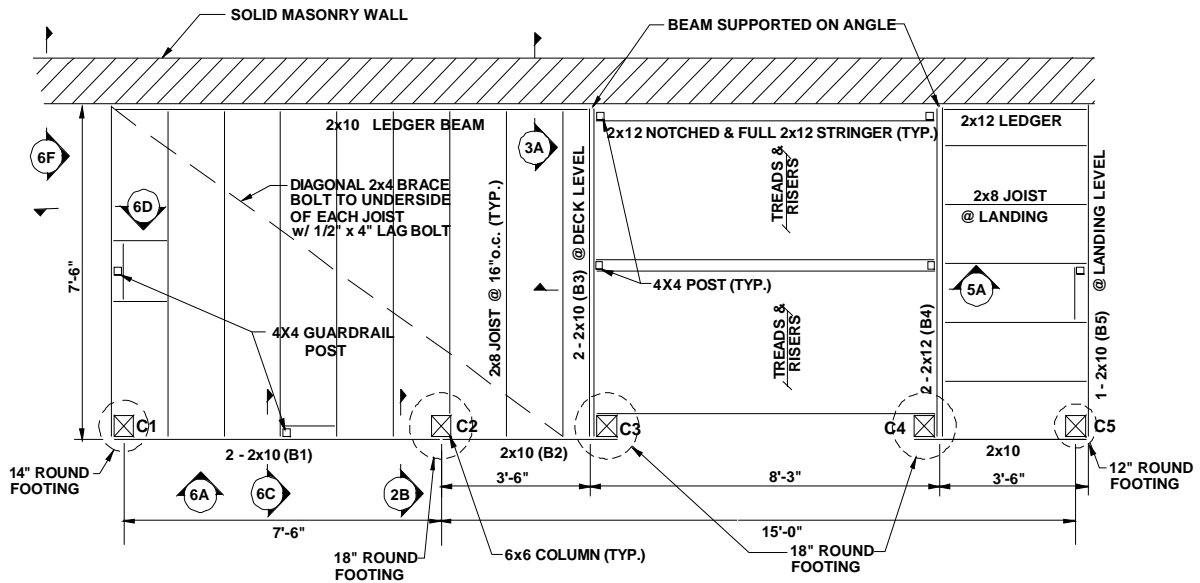 SOLID MASONRY WALL
BEAM SUPPORTED ON ANGLE
2x10 LEDGER BEAM
2x12 NOTCHED & FULL 2x12 STRINGER (TYP.)
2x12 LEDGER
6F
3A
6D
DIAGONAL 2x4 BRACE
BOLT TO UNDERSIDE
OF EACH JOIST
w/ 1/2" x 4" LAG BOLT
2x8 JOIST @ 16"o.c. (TYP.)
2 - 2x10 (B3) @DECK LEVEL
TREADS &
RISERS
2x8 JOIST
@ LANDING
7'-6"
4X4 POST (TYP.)
5A
1 - 2x10 (B5) @ LANDING LEVEL
4X4 GUARDRAIL
POST
TREADS &
RISERS
2 - 2x12 (B4)
C1
C2
C3
C4
C5
14" ROUND
FOOTING
2 - 2x10 (B1)
2x10 (B2)
2x10
12" ROUND
FOOTING
6A
6C
2B
3'-6"
8'-3"
3'-6"
7'-6"
15'-0"
18" ROUND
FOOTING
6x6 COLUMN (TYP.)
18" ROUND
FOOTING